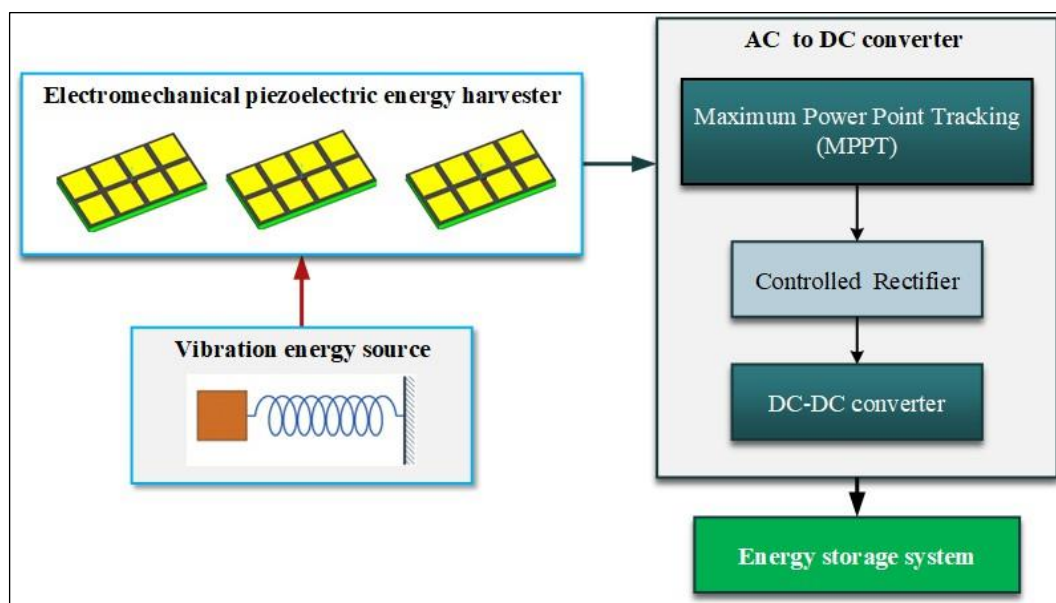 Electromechanical piezoelectric energy harvester
Vibration energy source
AC to DC converter
Maximum Power Point Tracking
(MPPT)
Controlled Rectifier
DC-DC converter
Energy storage system